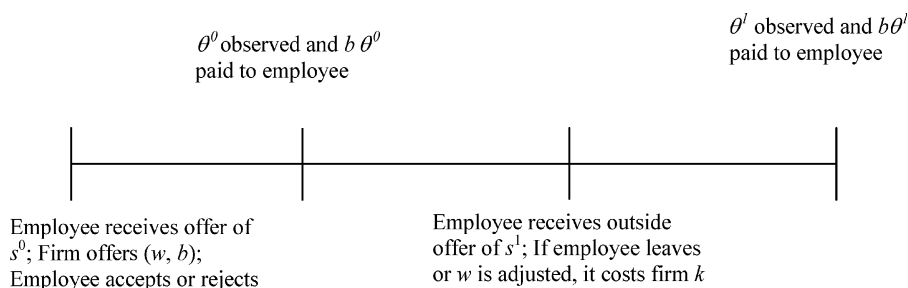 θ⁰ observed and b θ⁰
paid to employee
θˡ observed and bθˡ
paid to employee
Employee receives offer of
s⁰; Firm offers (w, b);
Employee accepts or rejects
Employee receives outside
offer of s¹; If employee leaves
or w is adjusted, it costs firm k